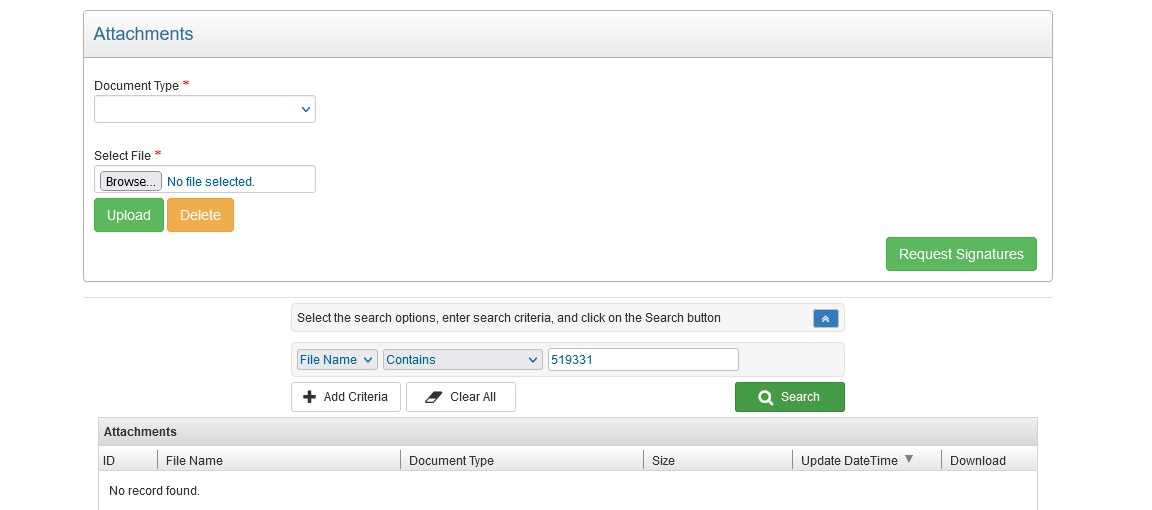 Attachments
Document Type *
Select File *
Browse... No file selected.
Upload Delete
Request Signatures
Select the search options, enter search criteria, and click on the Search button
File Name Contains 519331
Add Criteria Clear All Search
Attachments
ID File Name Document Type Size Update DateTime Download
No record found.